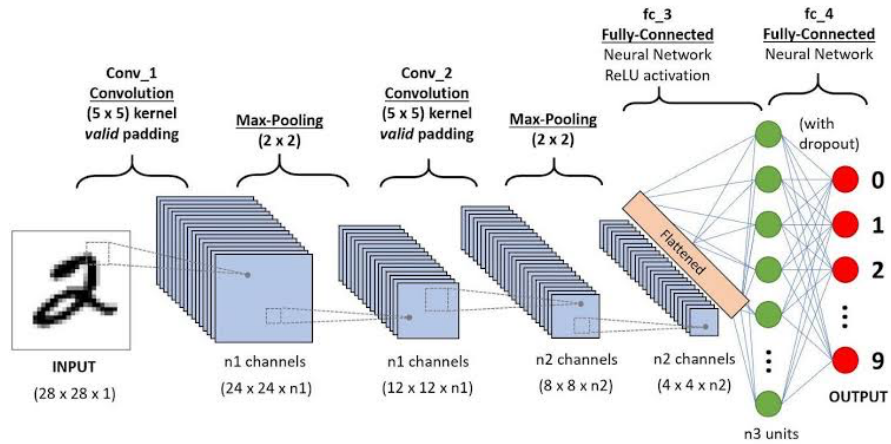 fc_3
Fully-Connected
Neural Network
ReLU activation
fc_4
Fully-Connected
Neural Network
Conv_1
Convolution
(5 x 5) kernel
valid padding
Max-Pooling
(2 x 2)
Conv_2
Convolution
(5 x 5) kernel
valid padding
Max-Pooling
(2 x 2)
(with
dropout)
Flattened
0
1
2
9
INPUT
(28 x 28 x 1)
n1 channels
(24 x 24 x n1)
n1 channels
(12 x 12 x n1)
n2 channels
(8 x 8 x n2)
n2 channels
(4 x 4 x n2)
OUTPUT
n3 units
2